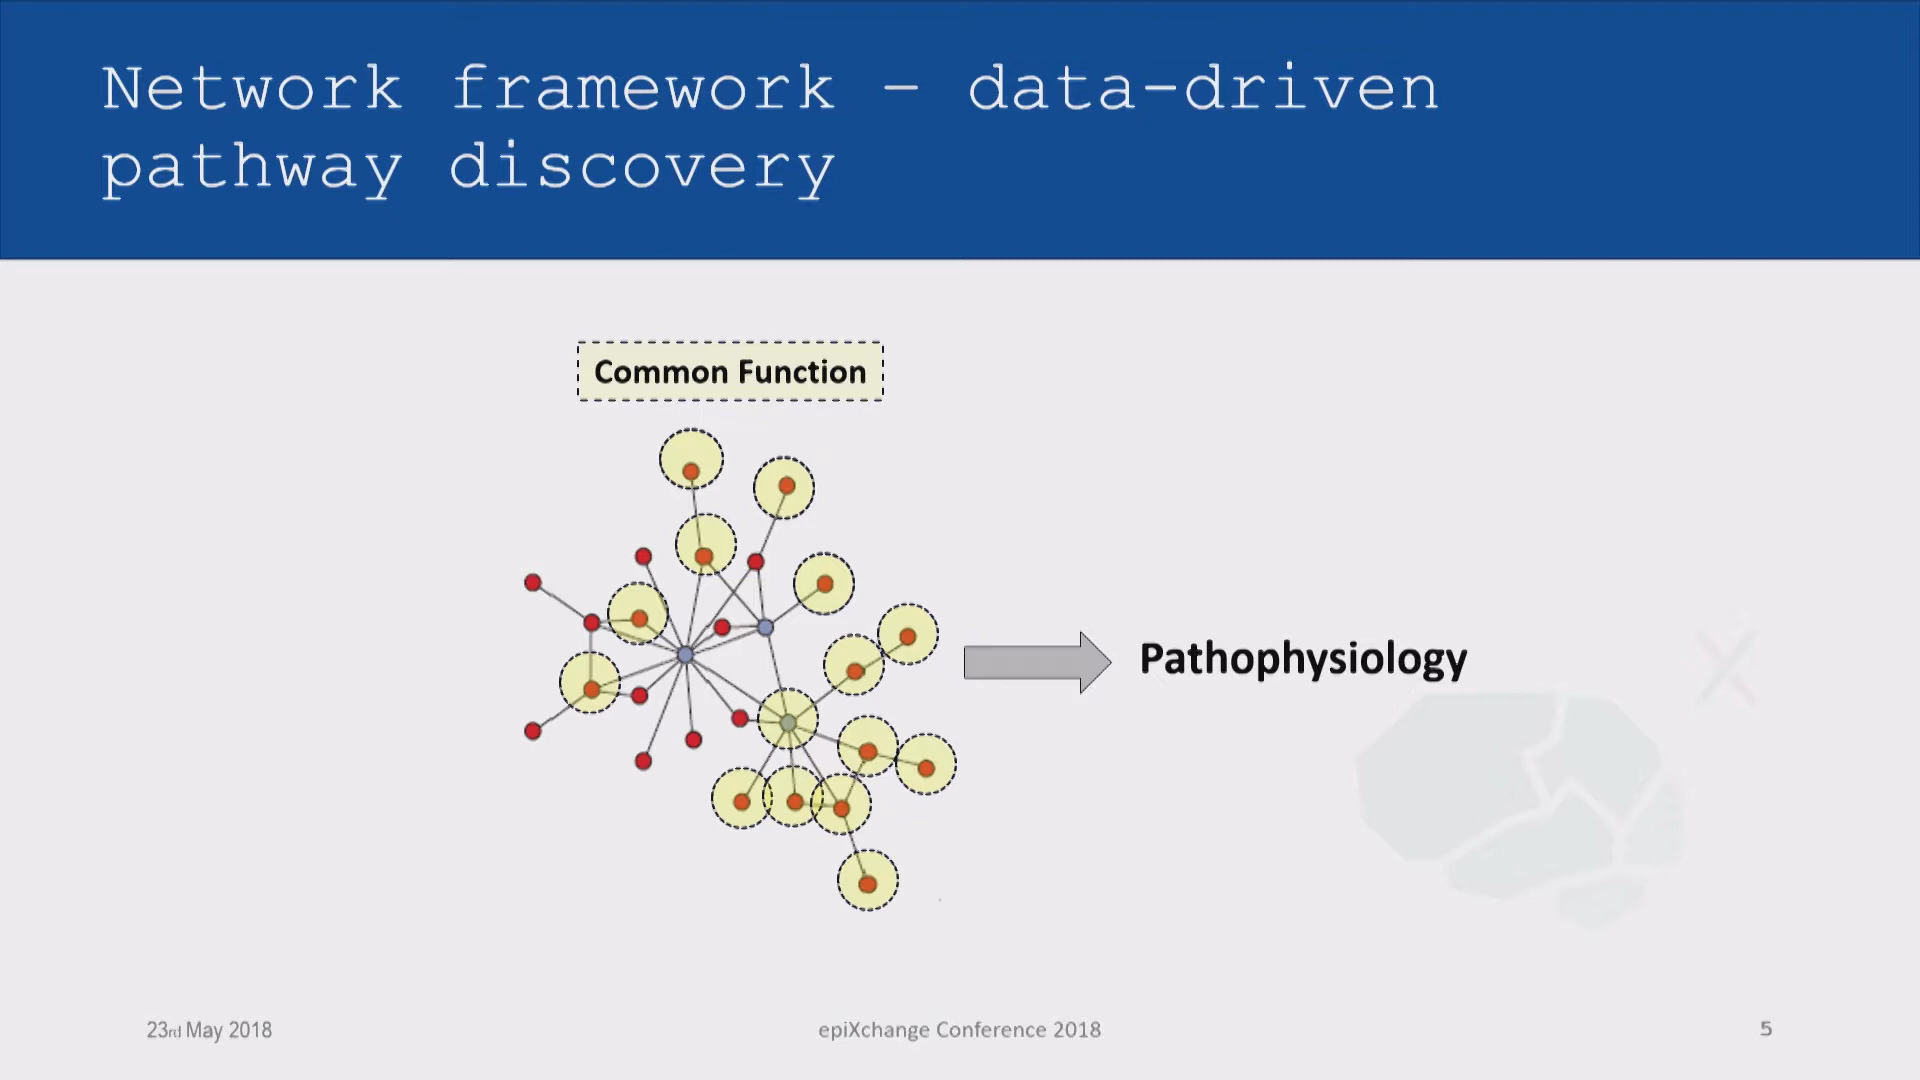 Network framework – data-driven
pathway discovery
Common Function
Pathophysiology
X
23rd May 2018
epiXchange Conference 2018
5